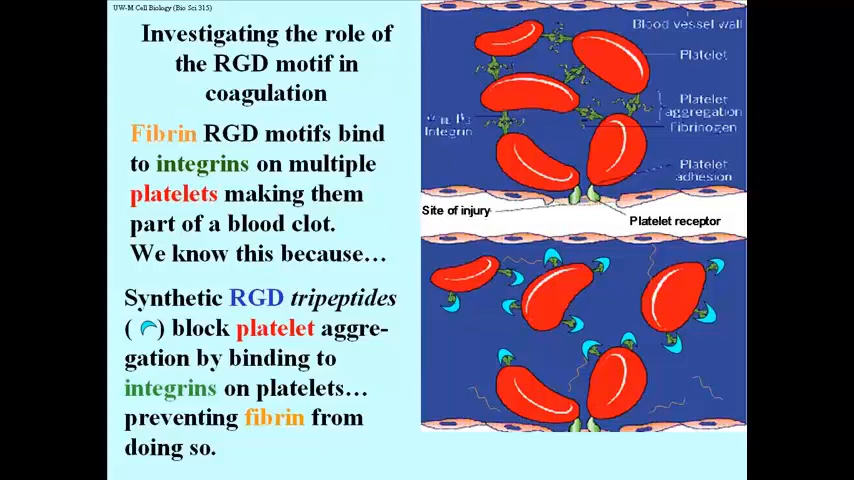 UW-M Cell Biology (Bio Sci 315)
Investigating the role of
the RGD motif in
coagulation
Fibrin RGD motifs bind
to integrins on multiple
platelets making them
part of a blood clot.
We know this because…
Synthetic RGD tripeptides
( ) block platelet aggre-
gation by binding to
integrins on platelets…
preventing fibrin from
doing so.
Blood vessel wall
Platelet
Platelet
aggregation
Fibrinogen
Integrin
Platelet
adhesion
Site of injury
Platelet receptor